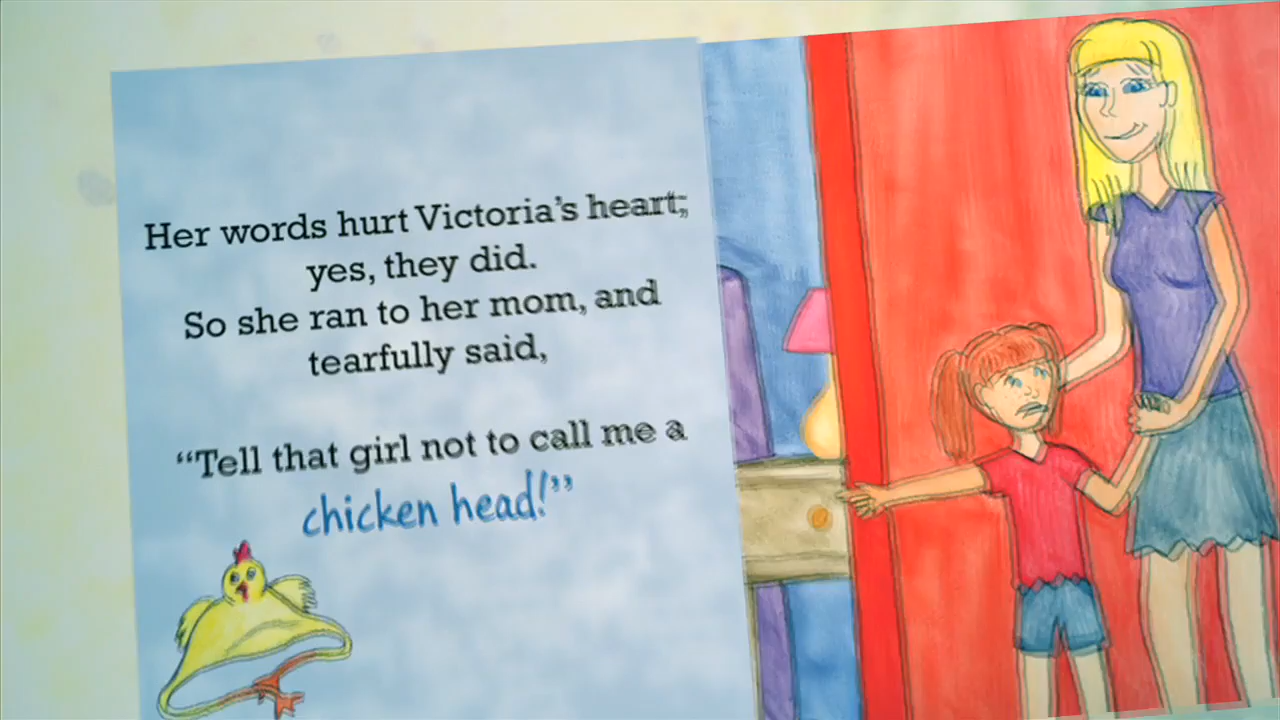 Her words hurt Victoria's heart;
yes, they did.
So she ran to her mom, and
tearfully said,
“Tell that girl not to call me a
chicken head!”